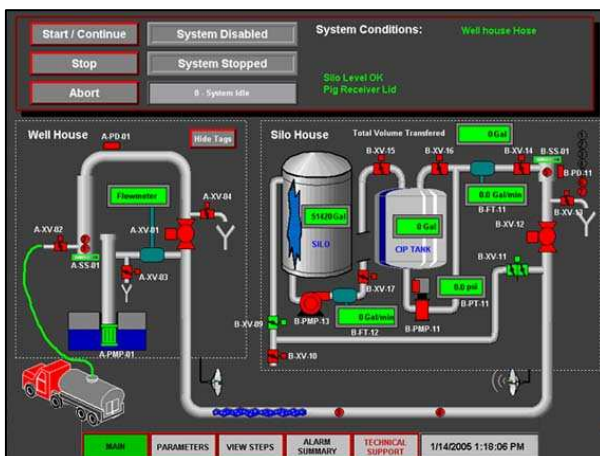 Start / Continue
System Disabled
System Conditions:
Well house Hose
Stop
System Stopped
Silo Level OK
Pig Receiver Lid
Abort
0 - System Idle
Well House
A-PD-01
Hide Tags
Silo House
Total Volume Transfered
0 Gal
B-XV-15
B-XV-16
B-XV-14
B-SS-01
B-PD-11
Flowmeter
A-XV-04
0.0 Gal/min
B-FT-11
B-XV-13
A-XV-02
A-XV-01
51420 Gal
0 Gal
B-XV-12
SILO
CIP TANK
A-SS-01
A-XV-03
B-XV-11
B-XV-17
0.0 psi
B-PT-11
B-PMP-13
0 Gal/min
B-PMP-11
B-XV-09
B-FT-12
A-PMP-01
B-XV-10
MAIN
PARAMETERS
VIEW STEPS
ALARM
SUMMARY
TECHNICAL
SUPPORT
1/14/2005 1:18:06 PM